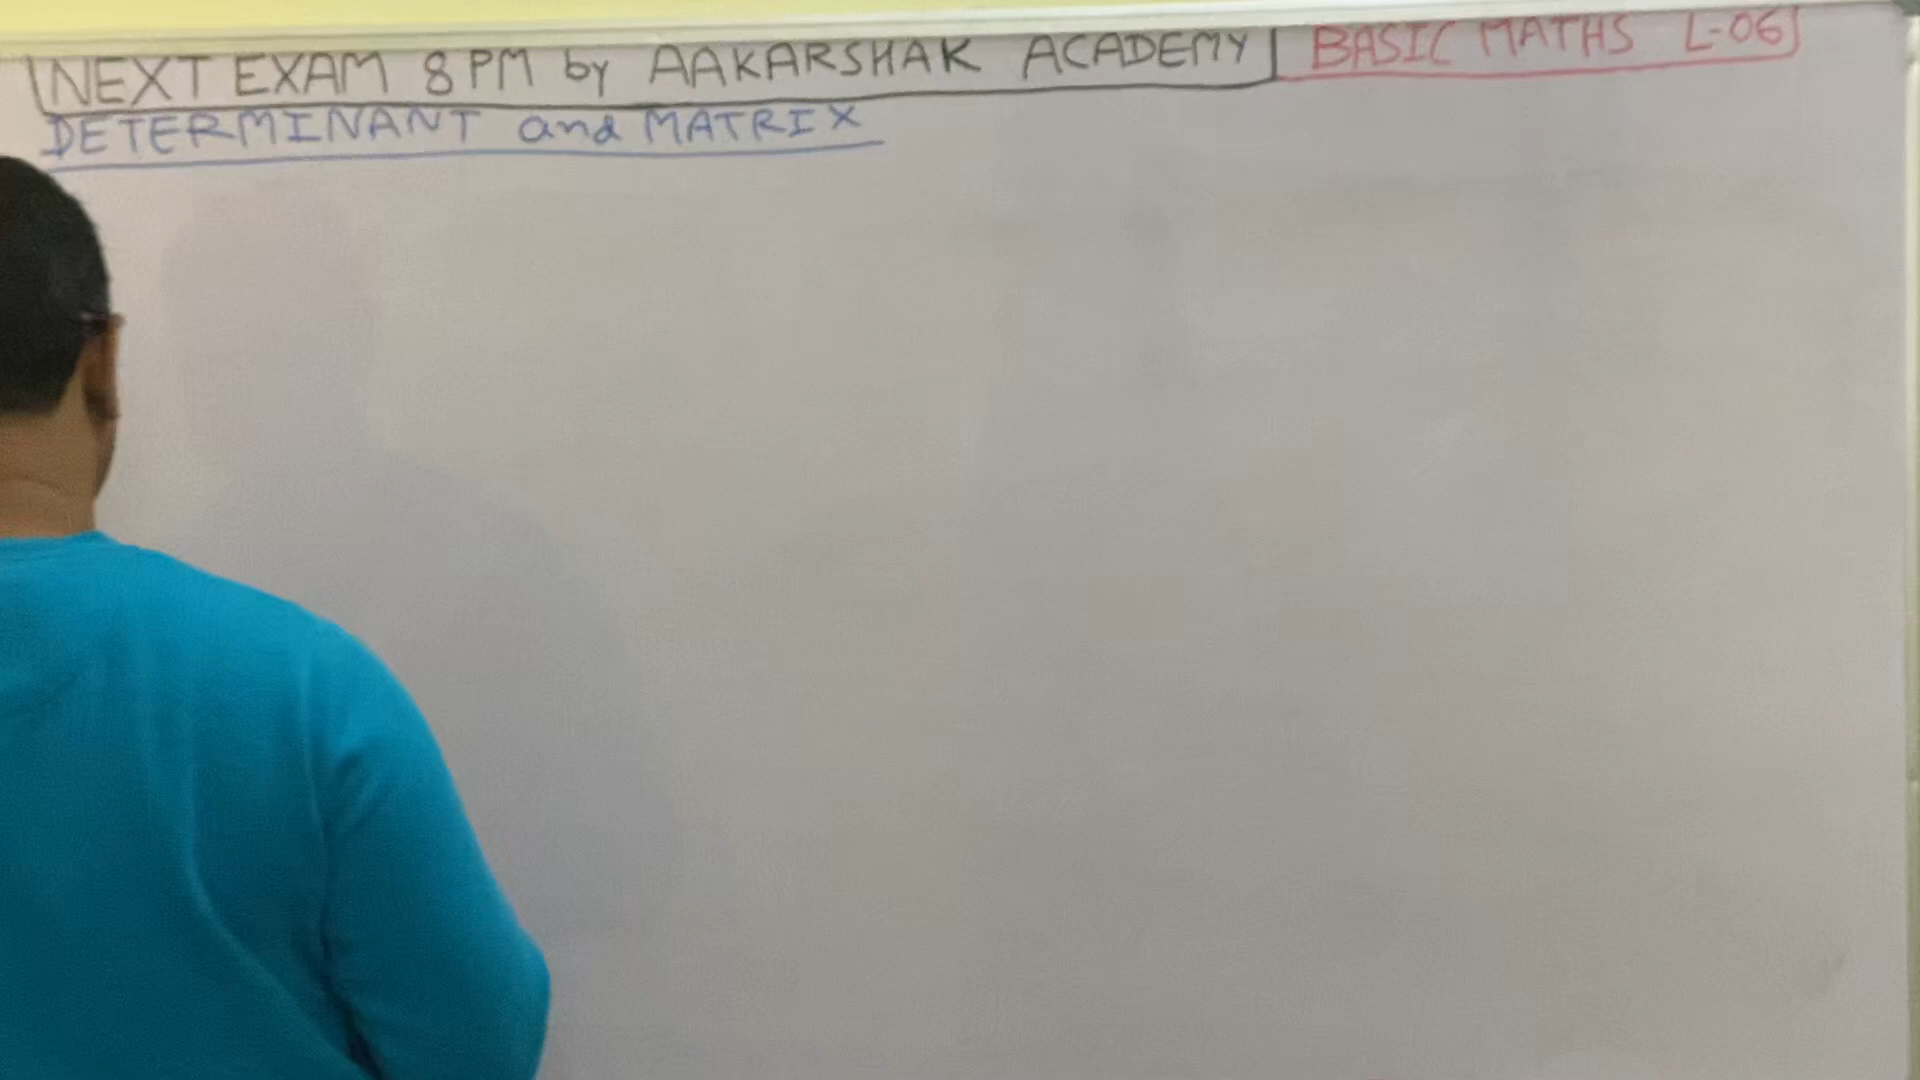 NEXT EXAM 8 PM by AAKARSHAK ACADEMY BASIC MATHS L-06
DETERMINANT and MATRIX